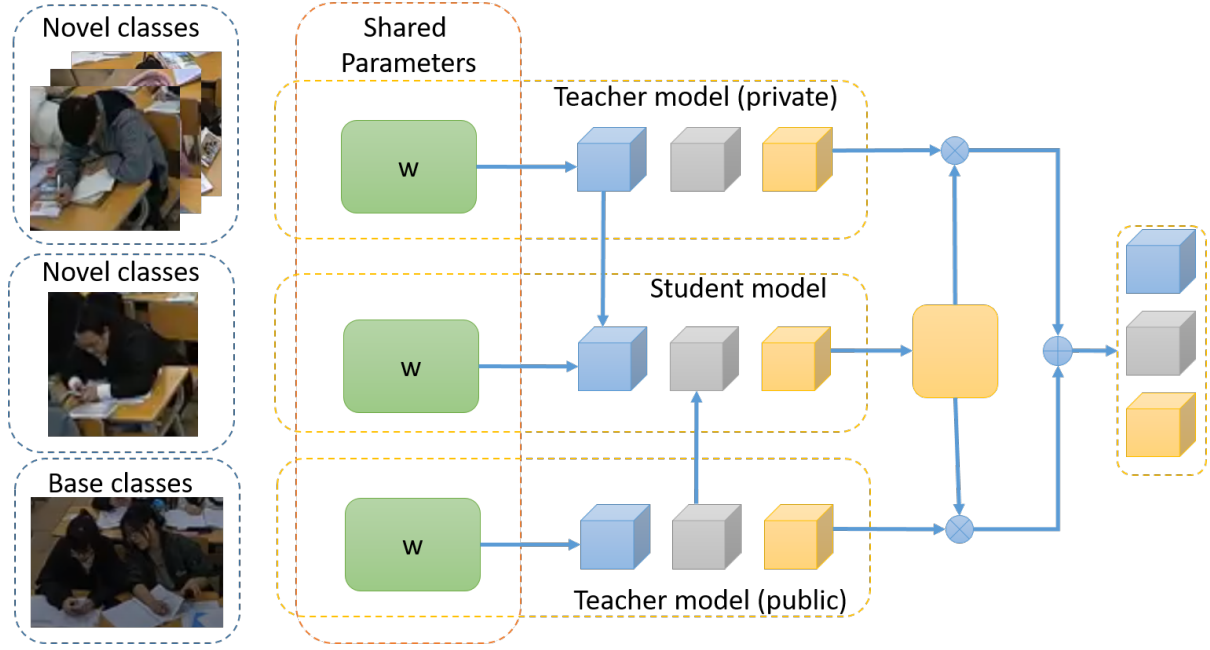 Novel classes
Shared
Parameters
Teacher model (private)
w
Novel classes
Student model
w
Base classes
w
Teacher model (public)